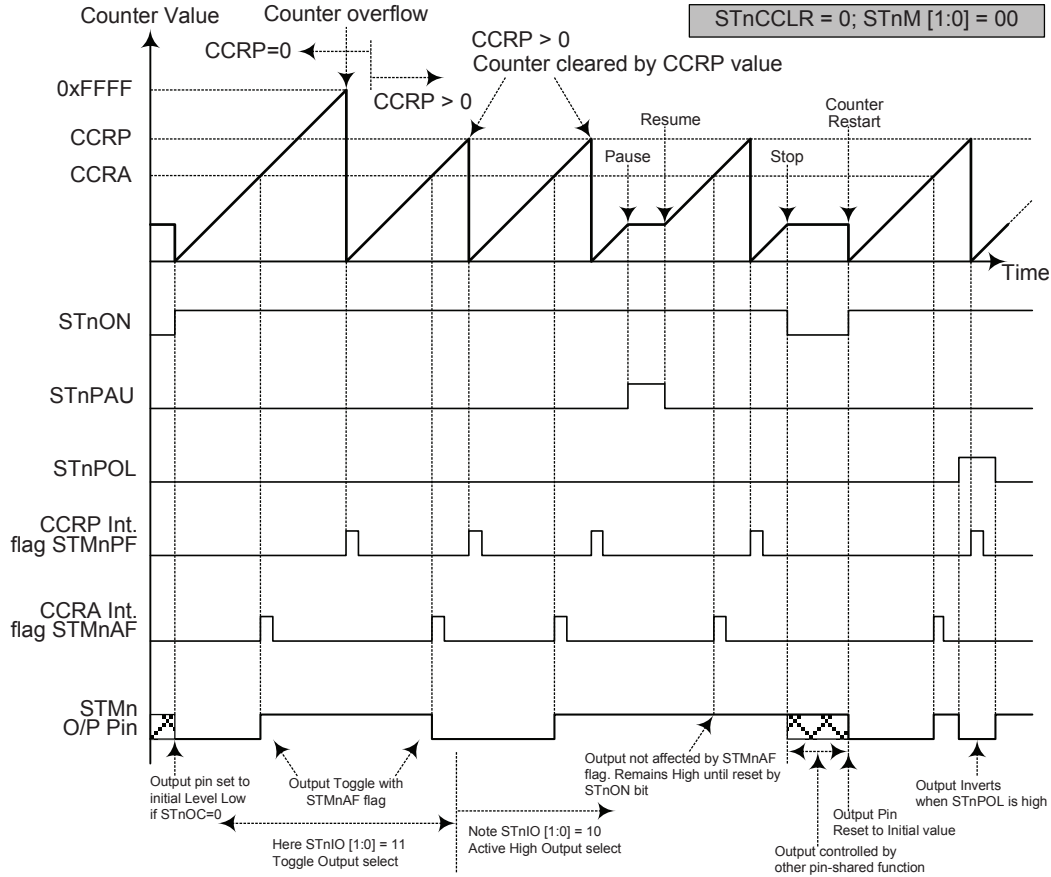 Counter Value
Counter overflow
STnCCLR = 0; STnM [1:0] = 00
CCRP=0
CCRP > 0
CCRP > 0
Counter cleared by CCRP value
0xFFFF
CCRP
CCRA
Pause
Resume
Stop
Counter
Restart
Time
STnON
STnPAU
STnPOL
CCRP Int.
flag STMnPF
CCRA Int.
flag STMnAF
STMn
O/P Pin
Output pin set to
initial Level Low
if STnOC=0
Output Toggle with
STMnAF flag
Here STnIO [1:0] = 11
Toggle Output select
Note STnIO [1:0] = 10
Active High Output select
Output not affected by STMnAF
flag. Remains High until reset by
STnON bit
Output controlled by
other pin-shared function
Output Pin
Reset to Initial value
Output Inverts
when STnPOL is high